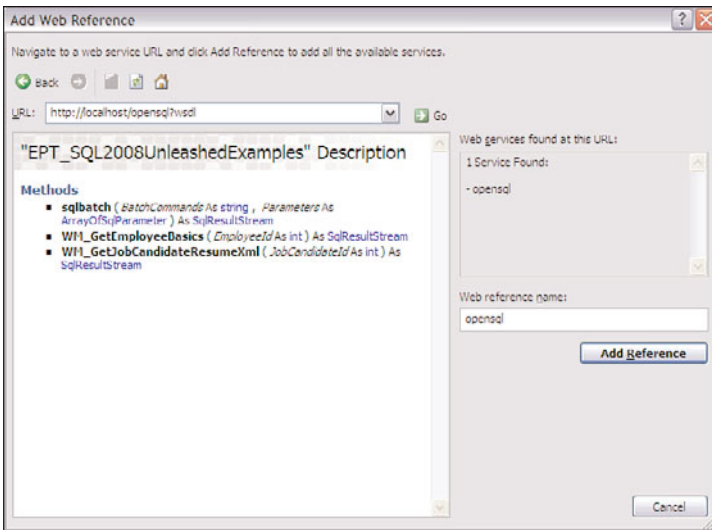 Add Web Reference
Navigate to a web service URL and click Add Reference to add all the available services.
Back
URL: http://localhost/opensql?wsdl
Go
"EPT_SQL2008UnleashedExamples" Description
Methods
sqlbatch ( BatchCommands As string , Parameters As
ArrayOfSqlParameter ) As SqlResultStream
WM_GetEmployeeBasics ( EmployeeId As int ) As SqlResultStream
WM_GetJobCandidateResumeXml ( JobCandidateId As int ) As
SqlResultStream
Web services found at this URL:
1 Service Found:
- opensql
Web reference name:
opensql
Add Reference
Cancel